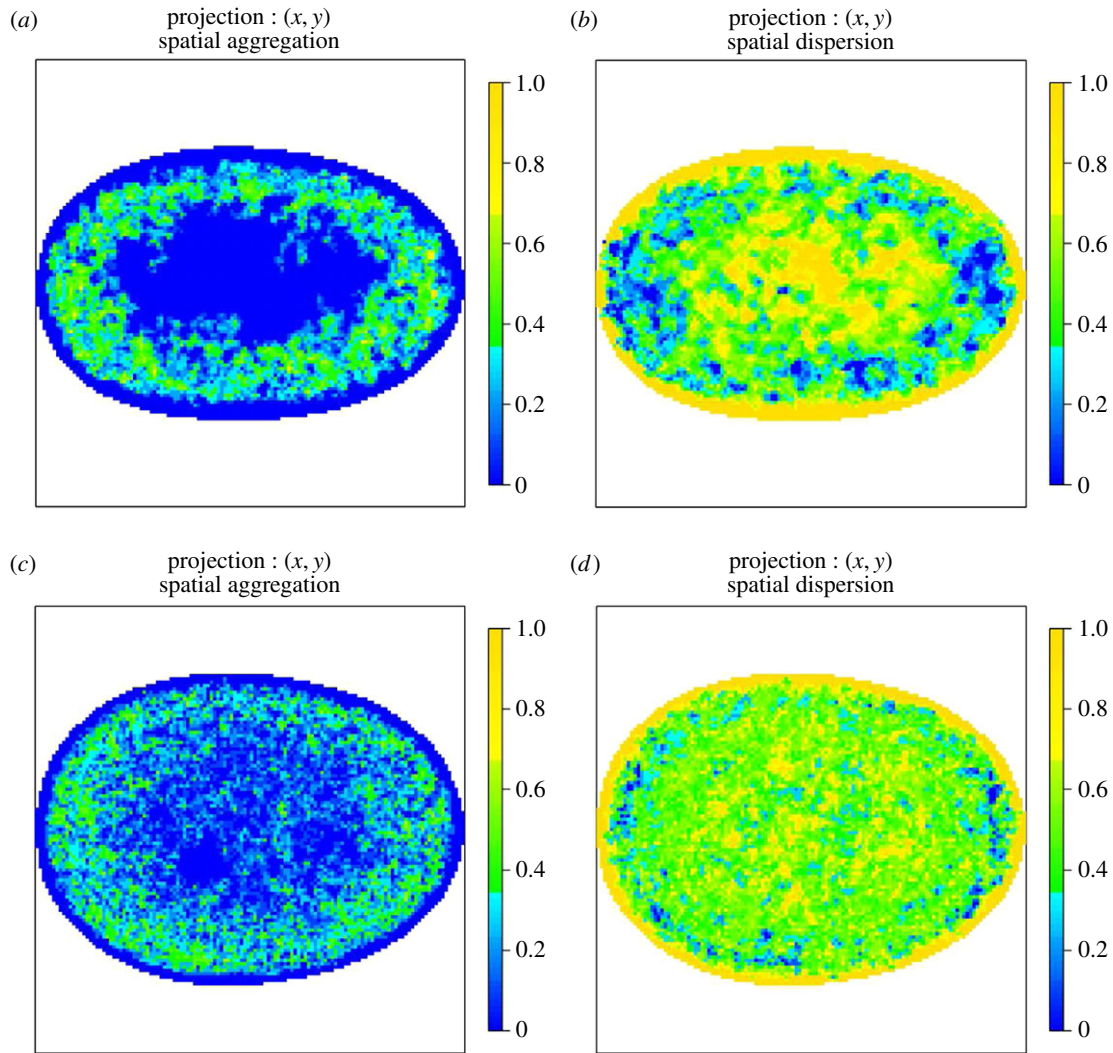 (a)
projection : (x, y)
spatial aggregation
1.0
0.8
0.6
0.4
0.2
0
(b)
projection : (x, y)
spatial dispersion
1.0
0.8
0.6
0.4
0.2
0
(c)
projection : (x, y)
spatial aggregation
1.0
0.8
0.6
0.4
0.2
0
(d)
projection : (x, y)
spatial dispersion
1.0
0.8
0.6
0.4
0.2
0